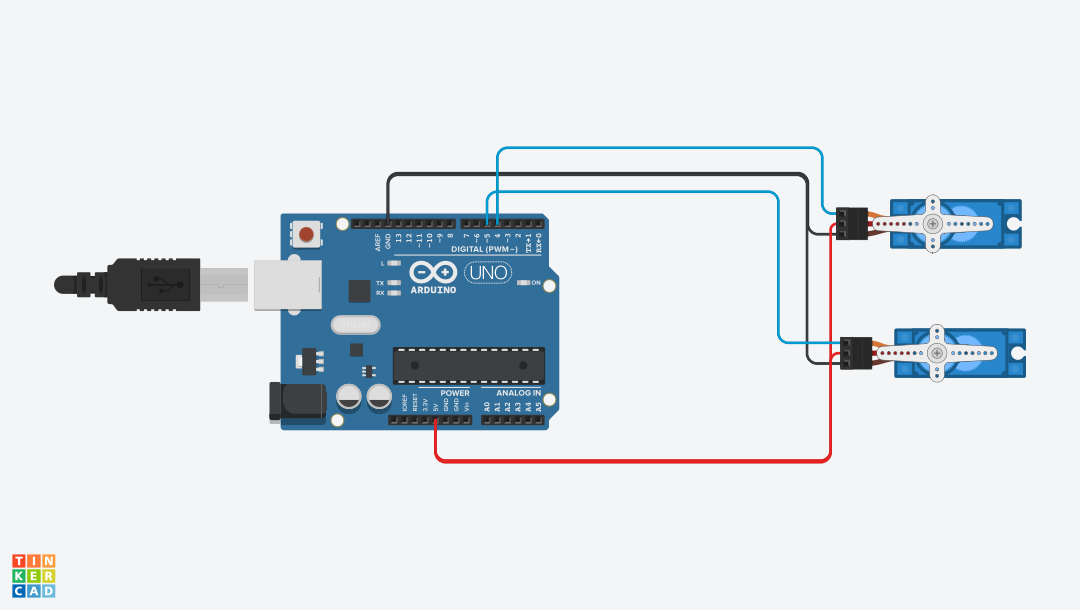 AREF
GND
13
12
~11
~10
~9
8
7
~6
~5
4
~3
2
TX→1
RX←0
DIGITAL (PWM~)
L
TX
RX
ARDUINO
UNO
ON
POWER
ANALOG IN
IOREF
RESET
3.3V
5V
GND
GND
Vin
A0
A1
A2
A3
A4
A5
TIN
KER
CAD